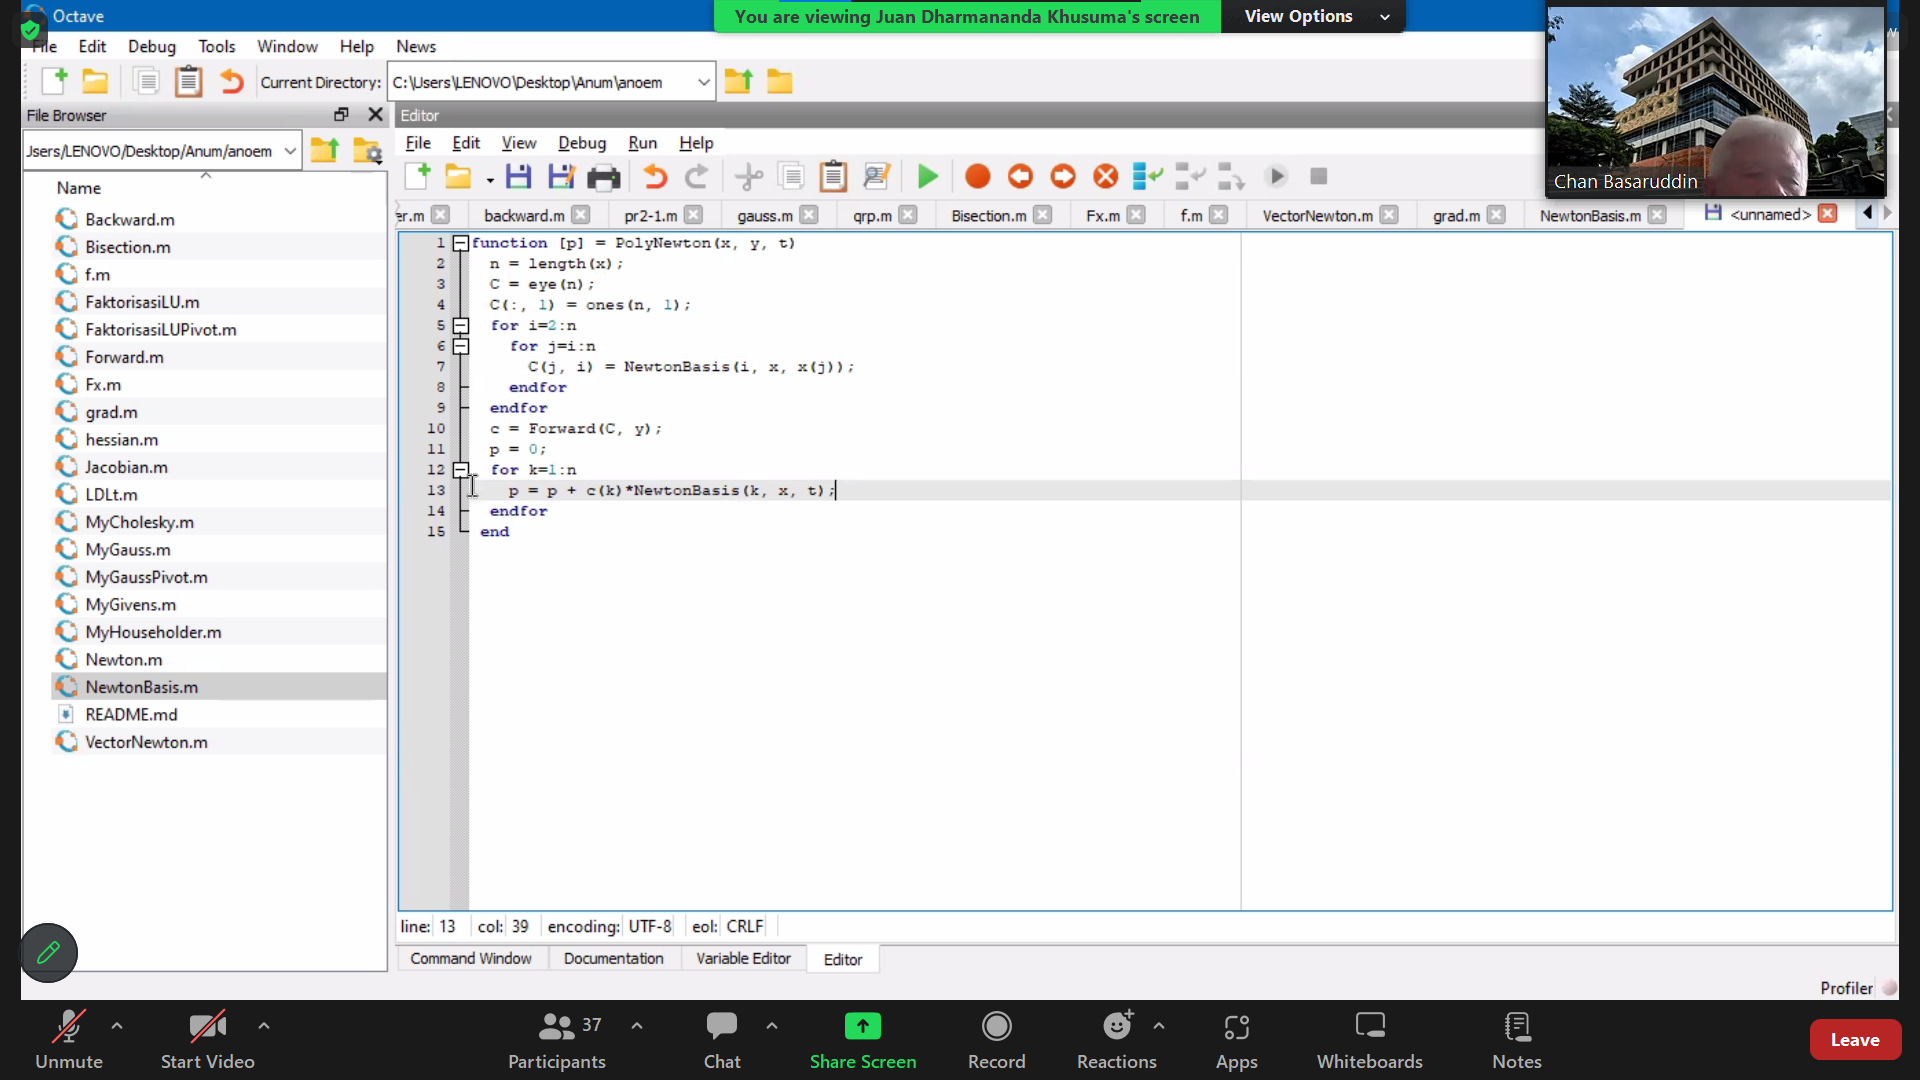 Octave
You are viewing Juan Dharmananda Khusuma's screen
View Options
File Edit Debug Tools Window Help News
Current Directory: C:\Users\LENOVO\Desktop\Anum\anoem
File Browser
Editor
Jsers/LENOVO/Desktop/Anum/anoem
File Edit View Debug Run Help
Chan Basaruddin
Name
er.m backward.m pr2-1.m gauss.m qrp.m Bisection.m Fx.m f.m VectorNewton.m grad.m NewtonBasis.m <unnamed>
Backward.m
Bisection.m
f.m
FaktorisasiLU.m
FaktorisasiLUPivot.m
Forward.m
Fx.m
grad.m
hessian.m
Jacobian.m
LDLt.m
MyCholesky.m
MyGauss.m
MyGaussPivot.m
MyGivens.m
MyHouseholder.m
Newton.m
NewtonBasis.m
README.md
VectorNewton.m
1 function [p] = PolyNewton(x, y, t)
2 n = length(x);
3 C = eye(n);
4 C(:, 1) = ones(n, 1);
5 for i=2:n
6 for j=i:n
7 C(j, i) = NewtonBasis(i, x, x(j));
8 endfor
9 endfor
10 c = Forward(C, y);
11 p = 0;
12 for k=1:n
13 p = p + c(k)*NewtonBasis(k, x, t);
14 endfor
15 end
line: 13 col: 39 encoding: UTF-8 eol: CRLF
Command Window Documentation Variable Editor Editor
Profiler
Unmute
Start Video
37
Participants
Chat
Share Screen
Record
Reactions
Apps
Whiteboards
Notes
Leave